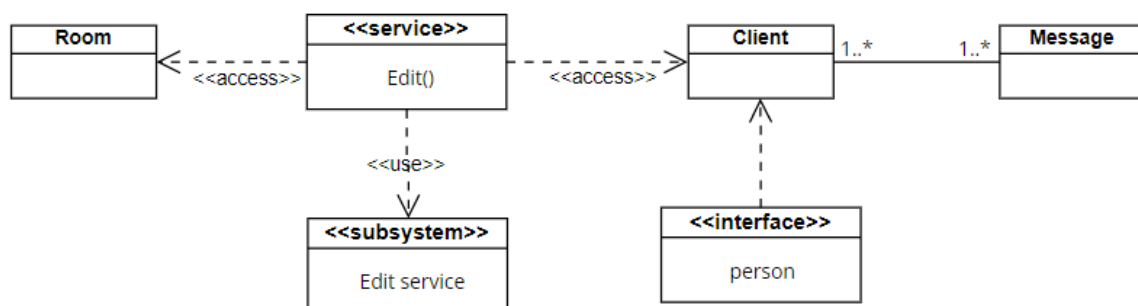 Room
<<service>>
Edit()
<<access>>
<<access>>
Client
1..*
1..*
Message
<<use>>
<<subsystem>>
Edit service
<<interface>>
person